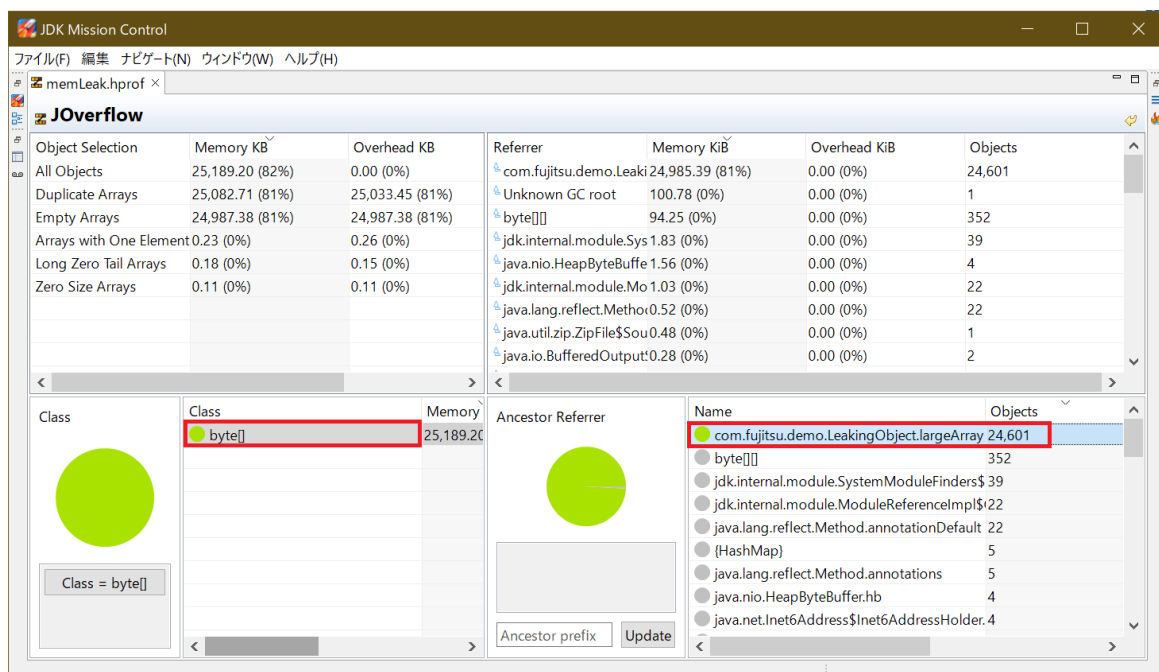 JDK Mission Control
ファイル(F) 編集 ナビゲート(N) ウィンドウ(W) ヘルプ(H)
memLeak.hprof
JOverflow
Object Selection Memory KB Overhead KB
All Objects 25,189.20 (82%) 0.00 (0%)
Duplicate Arrays 25,082.71 (81%) 25,033.45 (81%)
Empty Arrays 24,987.38 (81%) 24,987.38 (81%)
Arrays with One Element 0.23 (0%) 0.26 (0%)
Long Zero Tail Arrays 0.18 (0%) 0.15 (0%)
Zero Size Arrays 0.11 (0%) 0.11 (0%)
Referrer Memory KiB Overhead KiB Objects
com.fujitsu.demo.Leaki 24,985.39 (81%) 0.00 (0%) 24,601
Unknown GC root 100.78 (0%) 0.00 (0%) 1
byte[][] 94.25 (0%) 0.00 (0%) 352
jdk.internal.module.Sys 1.83 (0%) 0.00 (0%) 39
java.nio.HeapByteBuffe 1.56 (0%) 0.00 (0%) 4
jdk.internal.module.Mo 1.03 (0%) 0.00 (0%) 22
java.lang.reflect.Metho 0.52 (0%) 0.00 (0%) 22
java.util.zip.ZipFile$Sou 0.48 (0%) 0.00 (0%) 1
java.io.BufferedOutput 0.28 (0%) 0.00 (0%) 2
Class
Class = byte[]
Class Memory
byte[] 25,189.20
Ancestor Referrer
Ancestor prefix Update
Name Objects
com.fujitsu.demo.LeakingObject.largeArray 24,601
byte[][] 352
jdk.internal.module.SystemModuleFinders$ 39
jdk.internal.module.ModuleReferenceImpl$ 22
java.lang.reflect.Method.annotationDefault 22
{HashMap} 5
java.lang.reflect.Method.annotations 5
java.nio.HeapByteBuffer.hb 4
java.net.Inet6Address$Inet6AddressHolder. 4